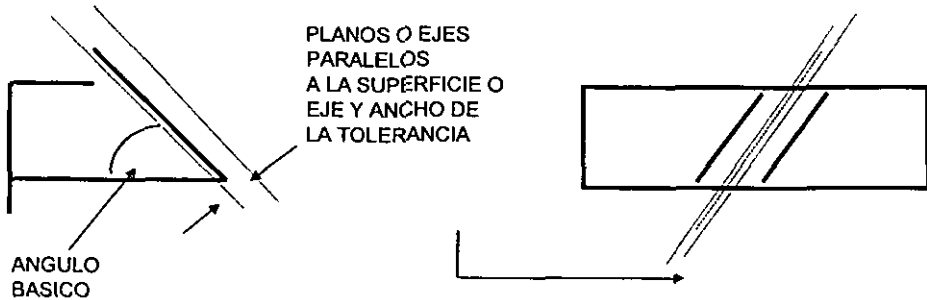 PLANOS O EJES
PARALELOS
A LA SUPERFICIE O
EJE Y ANCHO DE
LA TOLERANCIA
ANGULO
BASICO